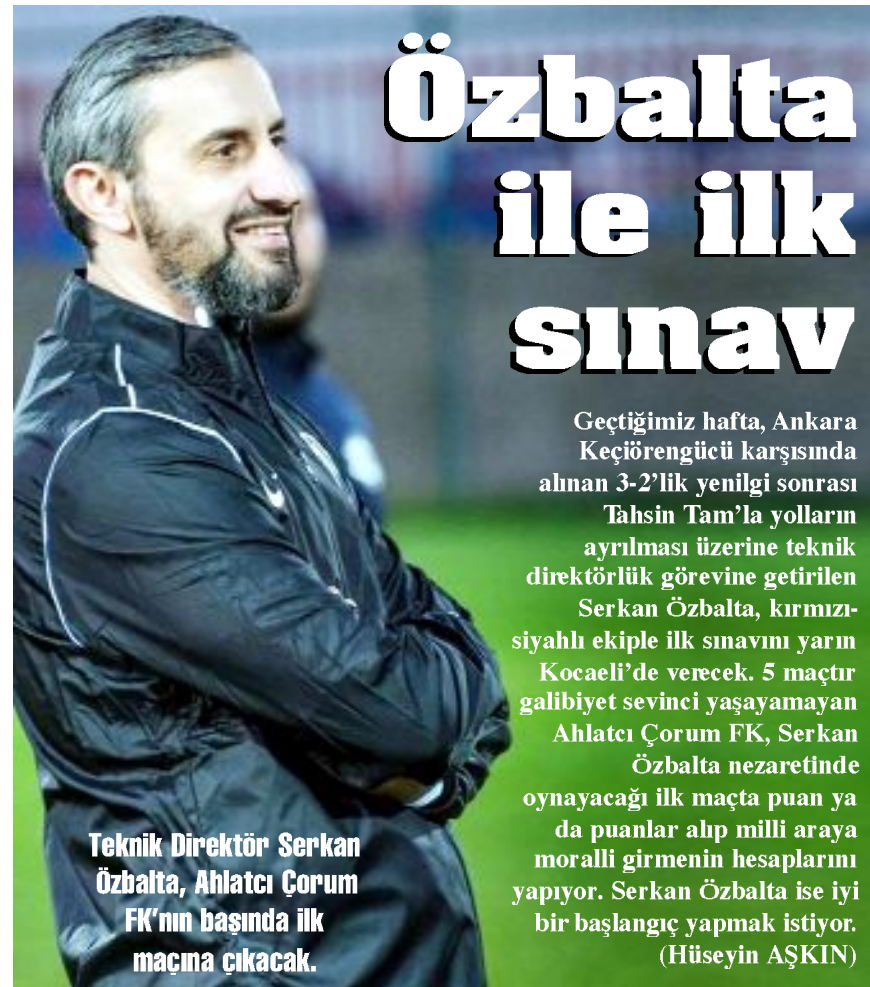 Özbalta
ile ilk
sınav
Geçtiğimiz hafta, Ankara
Keçiörengücü karşısında
alınan 3-2’lik yenilgi sonrası
Tahsin Tam’la yolların
ayrılması üzerine teknik
direktörlük görevine getirilen
Serkan Özbalta, kırmızı-
siyahlı ekiple ilk sınavını yarın
Kocaeli’de verecek. 5 maçtır
galibiyet sevinci yaşayamayan
Ahlatcı Çorum FK, Serkan
Özbalta nezaretinde
oynayacağı ilk maçta puan ya
da puanlar alıp milli araya
moralli girmenin hesaplarını
yapıyor. Serkan Özbalta ise iyi
bir başlangıç yapmak istiyor.
(Hüseyin AŞKIN)
Teknik Direktör Serkan
Özbalta, Ahlatcı Çorum
FK’nın başında ilk
maçına çıkacak.